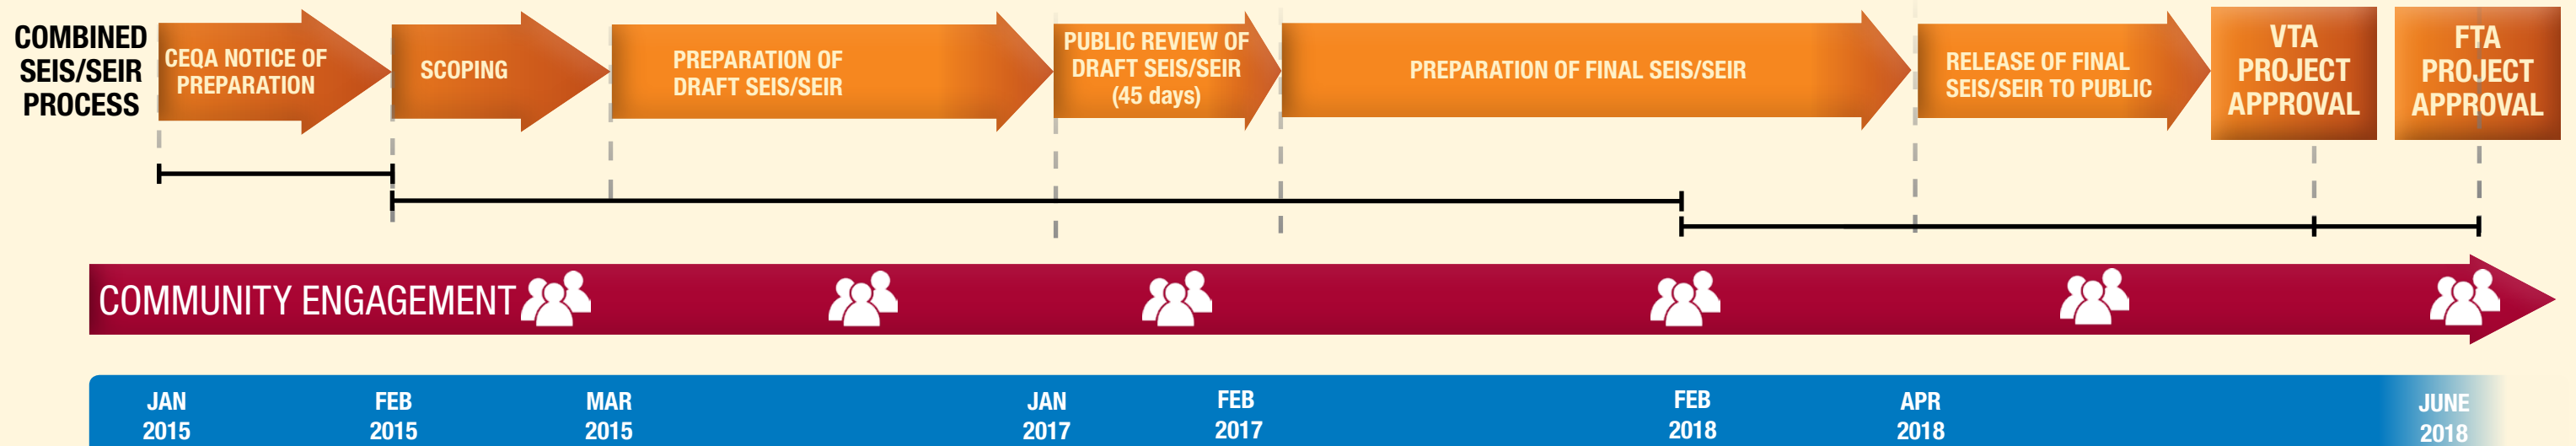 COMBINED
SEIS/SEIR
PROCESS
CEQA NOTICE OF
PREPARATION
SCOPING
PREPARATION OF
DRAFT SEIS/SEIR
PUBLIC REVIEW OF
DRAFT SEIS/SEIR
(45 days)
PREPARATION OF FINAL SEIS/SEIR
RELEASE OF FINAL
SEIS/SEIR TO PUBLIC
VTA
PROJECT
APPROVAL
FTA
PROJECT
APPROVAL
COMMUNITY ENGAGEMENT
JAN
2015
FEB
2015
MAR
2015
JAN
2017
FEB
2017
FEB
2018
APR
2018
JUNE
2018